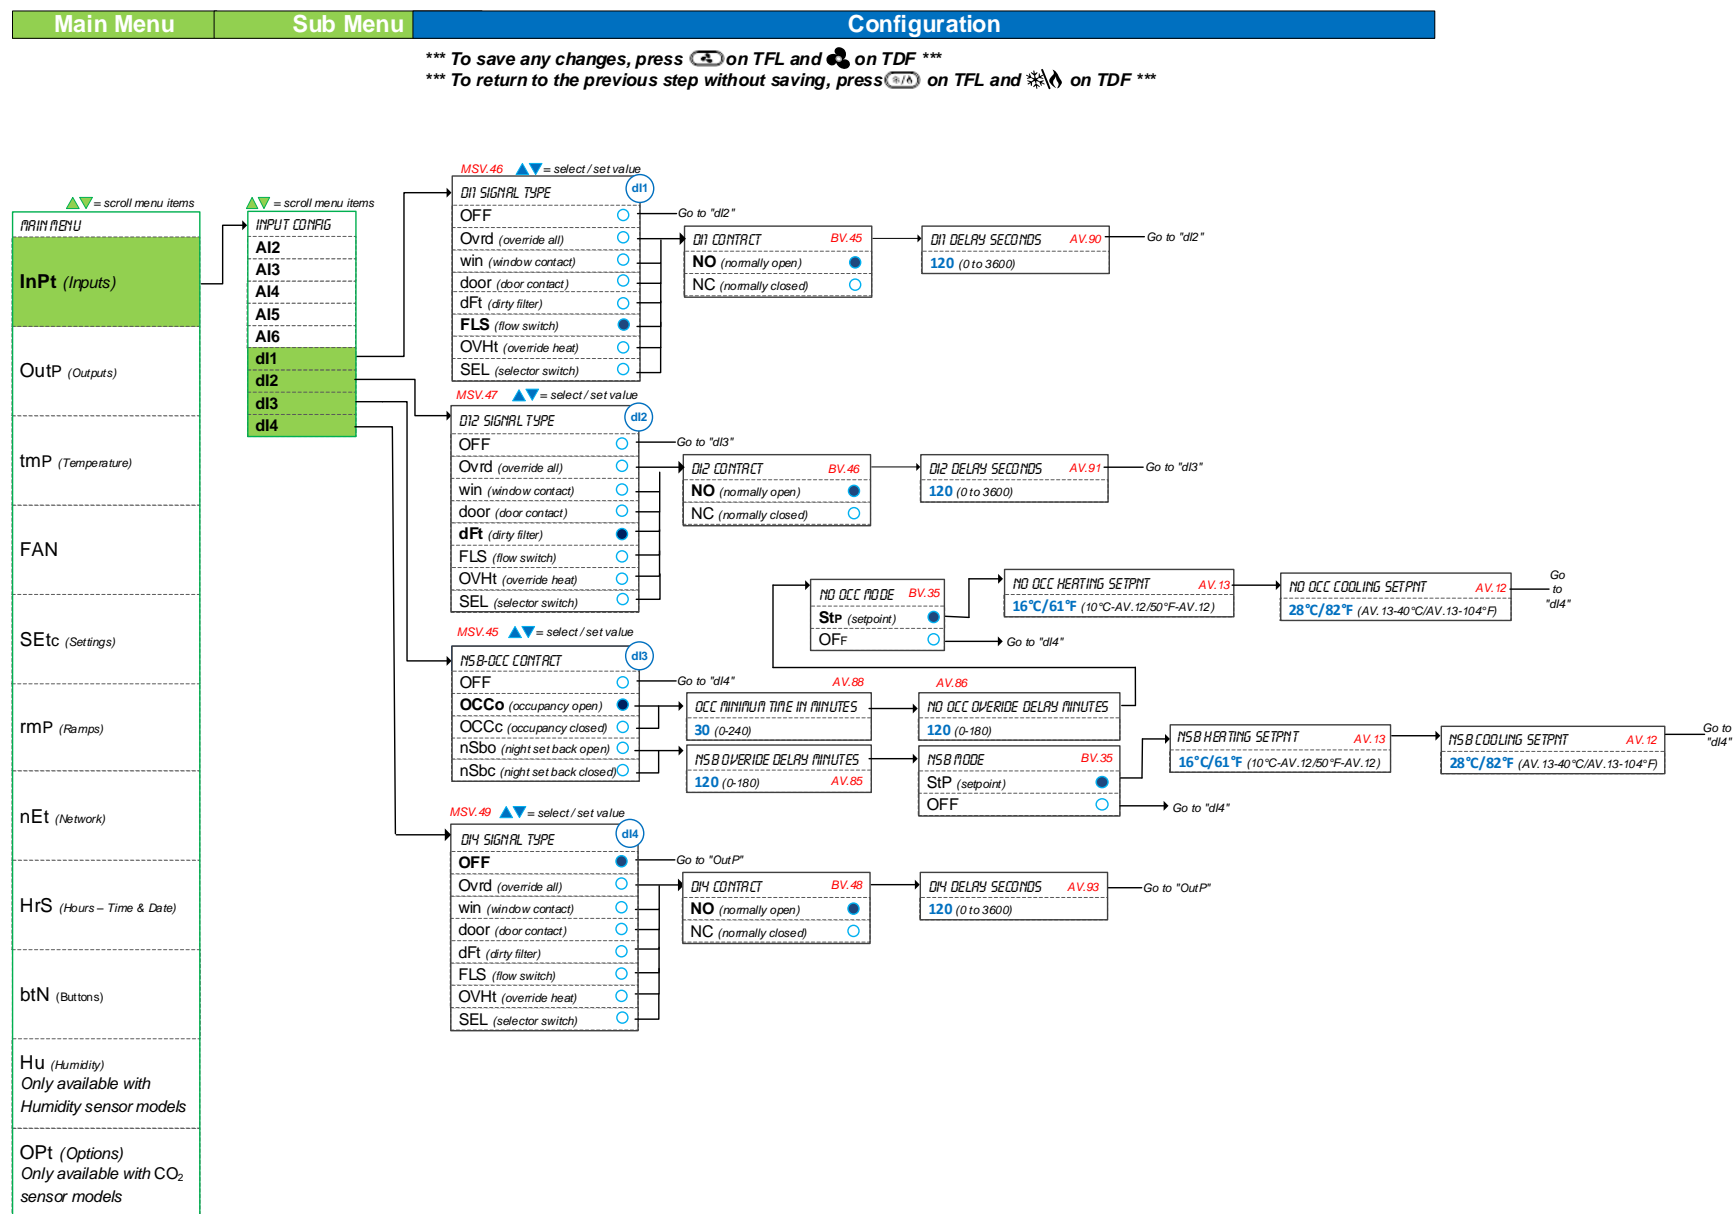 Main Menu
Sub Menu
Configuration
*** To save any changes, press on TFL and on TDF ***
*** To return to the previous step without saving, press on TFL and on TDF ***
▲▼ = scroll menu items
MAIN MENU
InPt (Inputs)
OutP (Outputs)
tmP (Temperature)
FAN
SEtc (Settings)
rmP (Ramps)
nEt (Network)
HrS (Hours – Time & Date)
btN (Buttons)
Hu (Humidity)
Only available with
Humidity sensor models
OPt (Options)
Only available with CO₂
sensor models
▲▼ = scroll menu items
INPUT CONFIG
AI2
AI3
AI4
AI5
AI6
dI1
dI2
dI3
dI4
MSV.46 ▲▼ = select / set value
DI1 SIGNAL TYPE
dI1
OFF
Go to "dI2"
Ovrd (override all)
win (window contact)
door (door contact)
dFt (dirty filter)
FLS (flow switch)
OVHt (override heat)
SEL (selector switch)
DI1 CONTACT BV.45
NO (normally open)
NC (normally closed)
DI1 DELAY SECONDS AV.90
120 (0 to 3600)
Go to "dI2"
MSV.47 ▲▼ = select / set value
DI2 SIGNAL TYPE
dI2
OFF
Go to "dI3"
Ovrd (override all)
win (window contact)
door (door contact)
dFt (dirty filter)
FLS (flow switch)
OVHt (override heat)
SEL (selector switch)
DI2 CONTACT BV.46
NO (normally open)
NC (normally closed)
DI2 DELAY SECONDS AV.91
120 (0 to 3600)
Go to "dI3"
MSV.45 ▲▼ = select / set value
NSB-OCC CONTACT
dI3
OFF
Go to "dI4"
OCCo (occupancy open)
OCCc (occupancy closed)
nSbo (night set back open)
nSbc (night set back closed)
AV.88
OCC MINIMUM TIME IN MINUTES
30 (0-240)
AV.86
NO OCC OVERIDE DELAY MINUTES
120 (0-180)
NO OCC MODE BV.35
StP (setpoint)
OFF
Go to "dI4"
NO OCC HEATING SETPNT AV.13
16°C/61°F (10°C-AV.12/50°F-AV.12)
NO OCC COOLING SETPNT AV.12
28°C/82°F (AV.13-40°C/AV.13-104°F)
Go
to
"dI4"
NSB OVERIDE DELAY MINUTES
120 (0-180) AV.85
NSB MODE BV.35
StP (setpoint)
OFF
Go to "dI4"
NSB HEATING SETPNT AV.13
16°C/61°F (10°C-AV.12/50°F-AV.12)
NSB COOLING SETPNT AV.12
28°C/82°F (AV.13-40°C/AV.13-104°F)
Go to
"dI4"
MSV.49 ▲▼ = select / set value
DI4 SIGNAL TYPE
dI4
OFF
Go to "OutP"
Ovrd (override all)
win (window contact)
door (door contact)
dFt (dirty filter)
FLS (flow switch)
OVHt (override heat)
SEL (selector switch)
DI4 CONTACT BV.48
NO (normally open)
NC (normally closed)
DI4 DELAY SECONDS AV.93
120 (0 to 3600)
Go to "OutP"